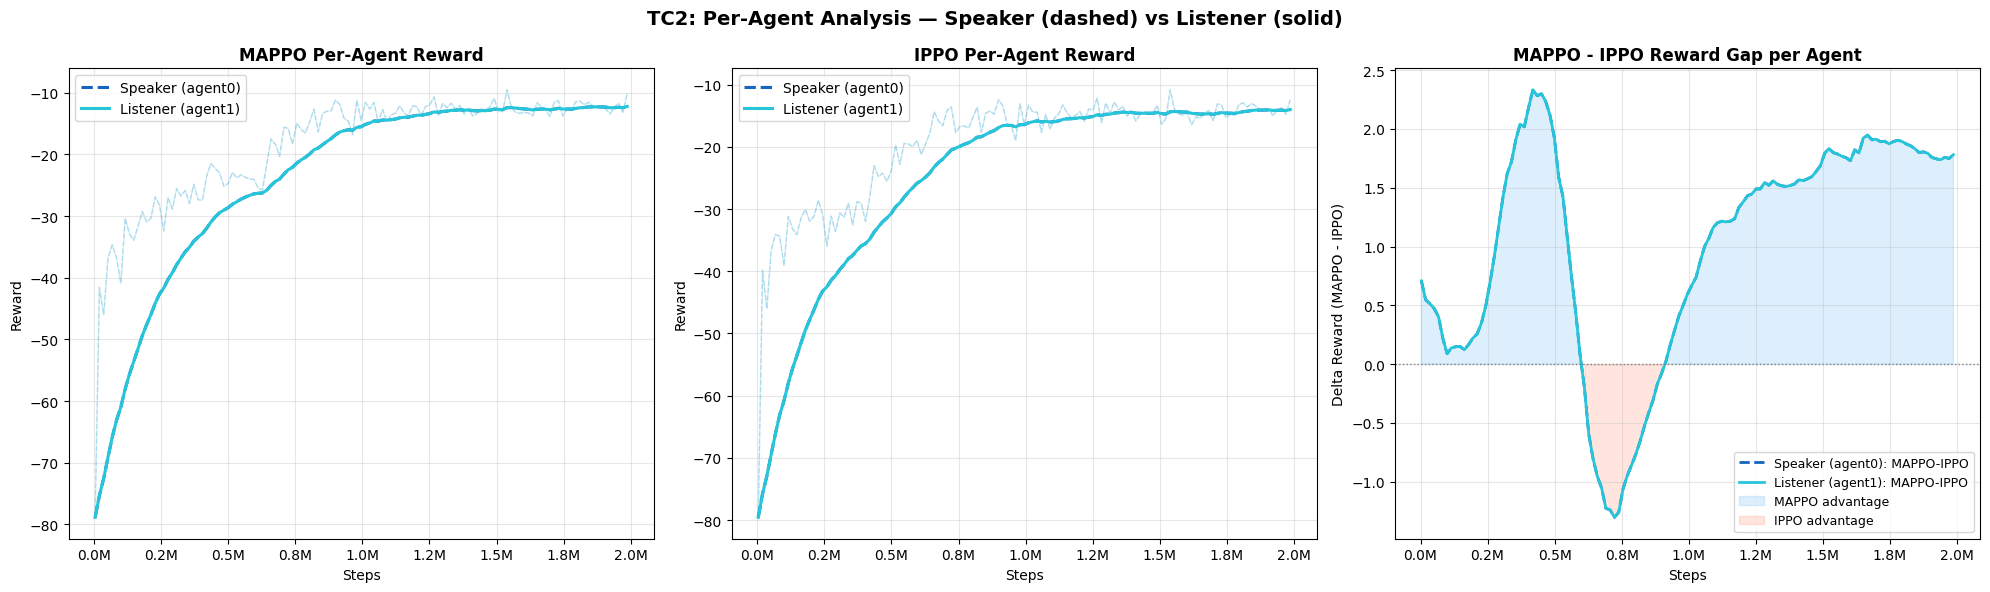 TC2: Per-Agent Analysis — Speaker (dashed) vs Listener (solid)
MAPPO Per-Agent Reward
Speaker (agent0)
Listener (agent1)
Reward
−10
−20
−30
−40
−50
−60
−70
−80
0.0M 0.2M 0.5M 0.8M 1.0M 1.2M 1.5M 1.8M 2.0M
Steps
IPPO Per-Agent Reward
Speaker (agent0)
Listener (agent1)
Reward
−10
−20
−30
−40
−50
−60
−70
−80
0.0M 0.2M 0.5M 0.8M 1.0M 1.2M 1.5M 1.8M 2.0M
Steps
MAPPO - IPPO Reward Gap per Agent
Delta Reward (MAPPO - IPPO)
2.5
2.0
1.5
1.0
0.5
0.0
−0.5
−1.0
Speaker (agent0): MAPPO-IPPO
Listener (agent1): MAPPO-IPPO
MAPPO advantage
IPPO advantage
0.0M 0.2M 0.5M 0.8M 1.0M 1.2M 1.5M 1.8M 2.0M
Steps